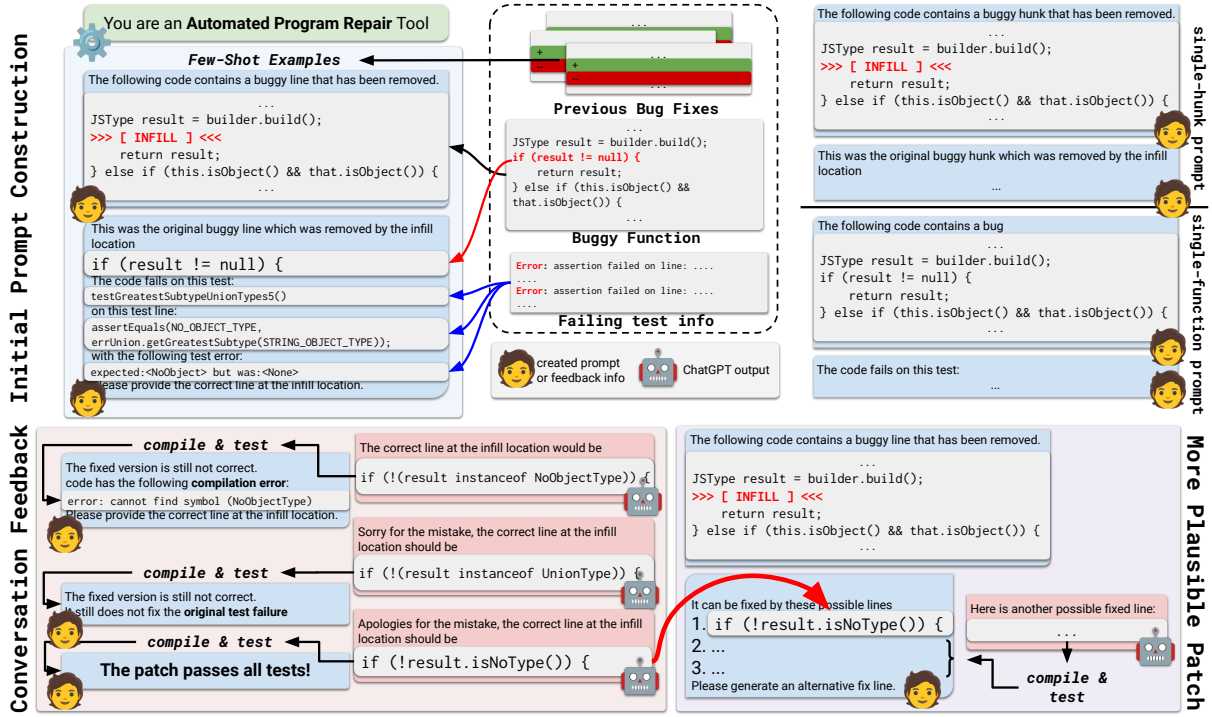 Initial Prompt Construction
You are an Automated Program Repair Tool
Few-Shot Examples
The following code contains a buggy line that has been removed.
...
JSType result = builder.build();
>>> [ INFILL ] <<<
return result;
} else if (this.isObject() && that.isObject()) {
...
This was the original buggy line which was removed by the infill
location
if (result != null) {
The code fails on this test:
testGreatestSubtypeUnionTypes5()
on this test line:
assertEquals(NO_OBJECT_TYPE,
errUnion.getGreatestSubtype(STRING_OBJECT_TYPE));
with the following test error:
expected:<NoObject> but was:<None>
Please provide the correct line at the infill location.
...
+
--
+
--
...
Previous Bug Fixes
...
JSType result = builder.build();
if (result != null) {
return result;
} else if (this.isObject() &&
that.isObject()) {
...
Buggy Function
Error: assertion failed on line: ....
....
Error: assertion failed on line: ....
....
Failing test info
created prompt
or feedback info
ChatGPT output
single-hunk prompt
The following code contains a buggy hunk that has been removed.
...
JSType result = builder.build();
>>> [ INFILL ] <<<
return result;
} else if (this.isObject() && that.isObject()) {
...
This was the original buggy hunk which was removed by the infill
location
...
single-function prompt
The following code contains a bug
...
JSType result = builder.build();
if (result != null) {
return result;
} else if (this.isObject() && that.isObject()) {
...
The code fails on this test:
...
Conversation Feedback
compile & test
The correct line at the infill location would be
if (!(result instanceof NoObjectType)) {
The fixed version is still not correct.
code has the following compilation error:
error: cannot find symbol (NoObjectType)
Please provide the correct line at the infill location.
Sorry for the mistake, the correct line at the infill
location should be
if (!(result instanceof UnionType)) {
compile & test
The fixed version is still not correct.
It still does not fix the original test failure
Apologies for the mistake, the correct line at the infill
location should be
if (!result.isNoType()) {
compile & test
The patch passes all tests!
More Plausible Patch
The following code contains a buggy line that has been removed.
...
JSType result = builder.build();
>>> [ INFILL ] <<<
return result;
} else if (this.isObject() && that.isObject()) {
...
It can be fixed by these possible lines
1. if (!result.isNoType()) {
2. ...
3. ...
Please generate an alternative fix line.
Here is another possible fixed line:
...
compile &
test